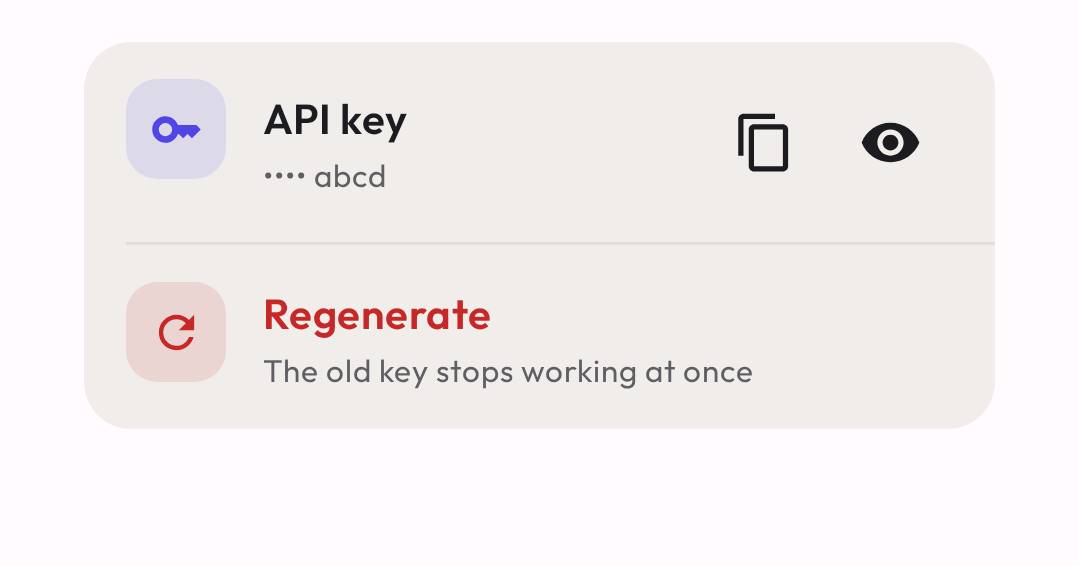 API key
•••• abcd
Regenerate
The old key stops working at once